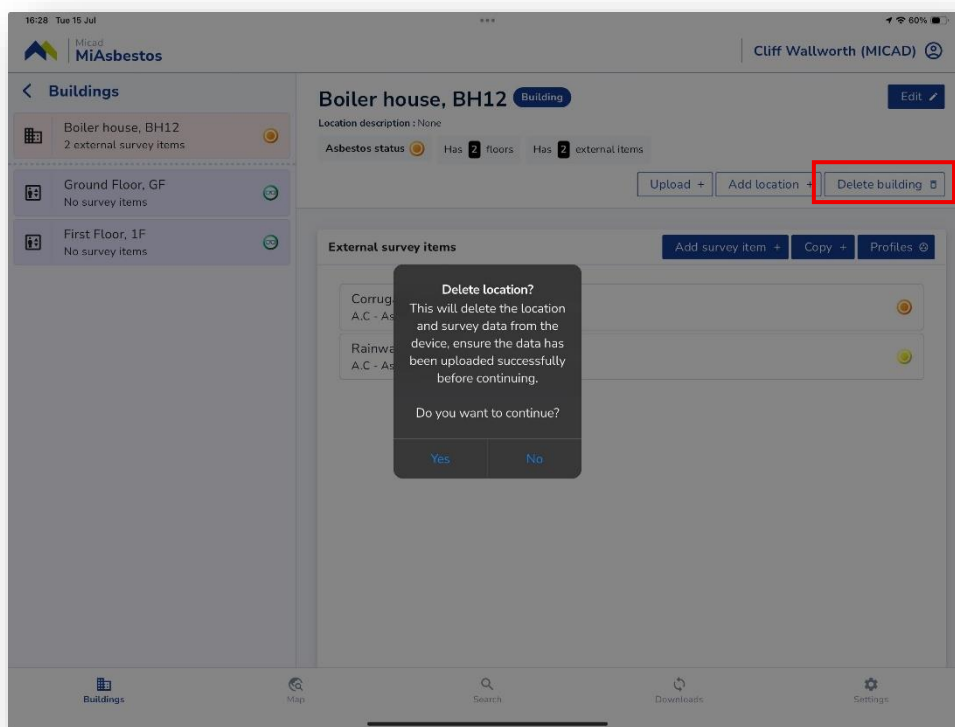 16:28 Tue 15 Jul
60%
Micad
MiAsbestos
Cliff Wallworth (MICAD)
Buildings
Boiler house, BH12
2 external survey items
Ground Floor, GF
No survey items
First Floor, 1F
No survey items
Boiler house, BH12 Building
Edit
Location description : None
Asbestos status Has 2 floors Has 2 external items
Upload + Add location + Delete building
External survey items
Add survey item + Copy + Profiles
Corrug
A.C - As
Rainwa
A.C - As
Delete location?
This will delete the location
and survey data from the
device, ensure the data has
been uploaded successfully
before continuing.
Do you want to continue?
Yes No
Buildings Map Search Downloads Settings